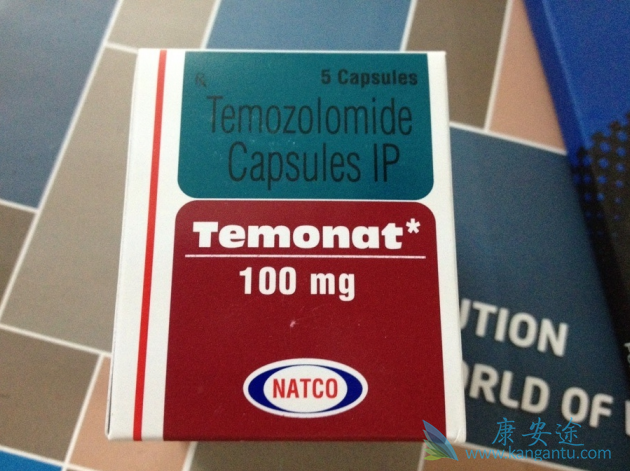 ℞ 5 Capsules
Temozolomide
Capsules IP
Temonat*
100 mg
NATCO
UTION
ORLD OF
康安途
www.kangantu.com